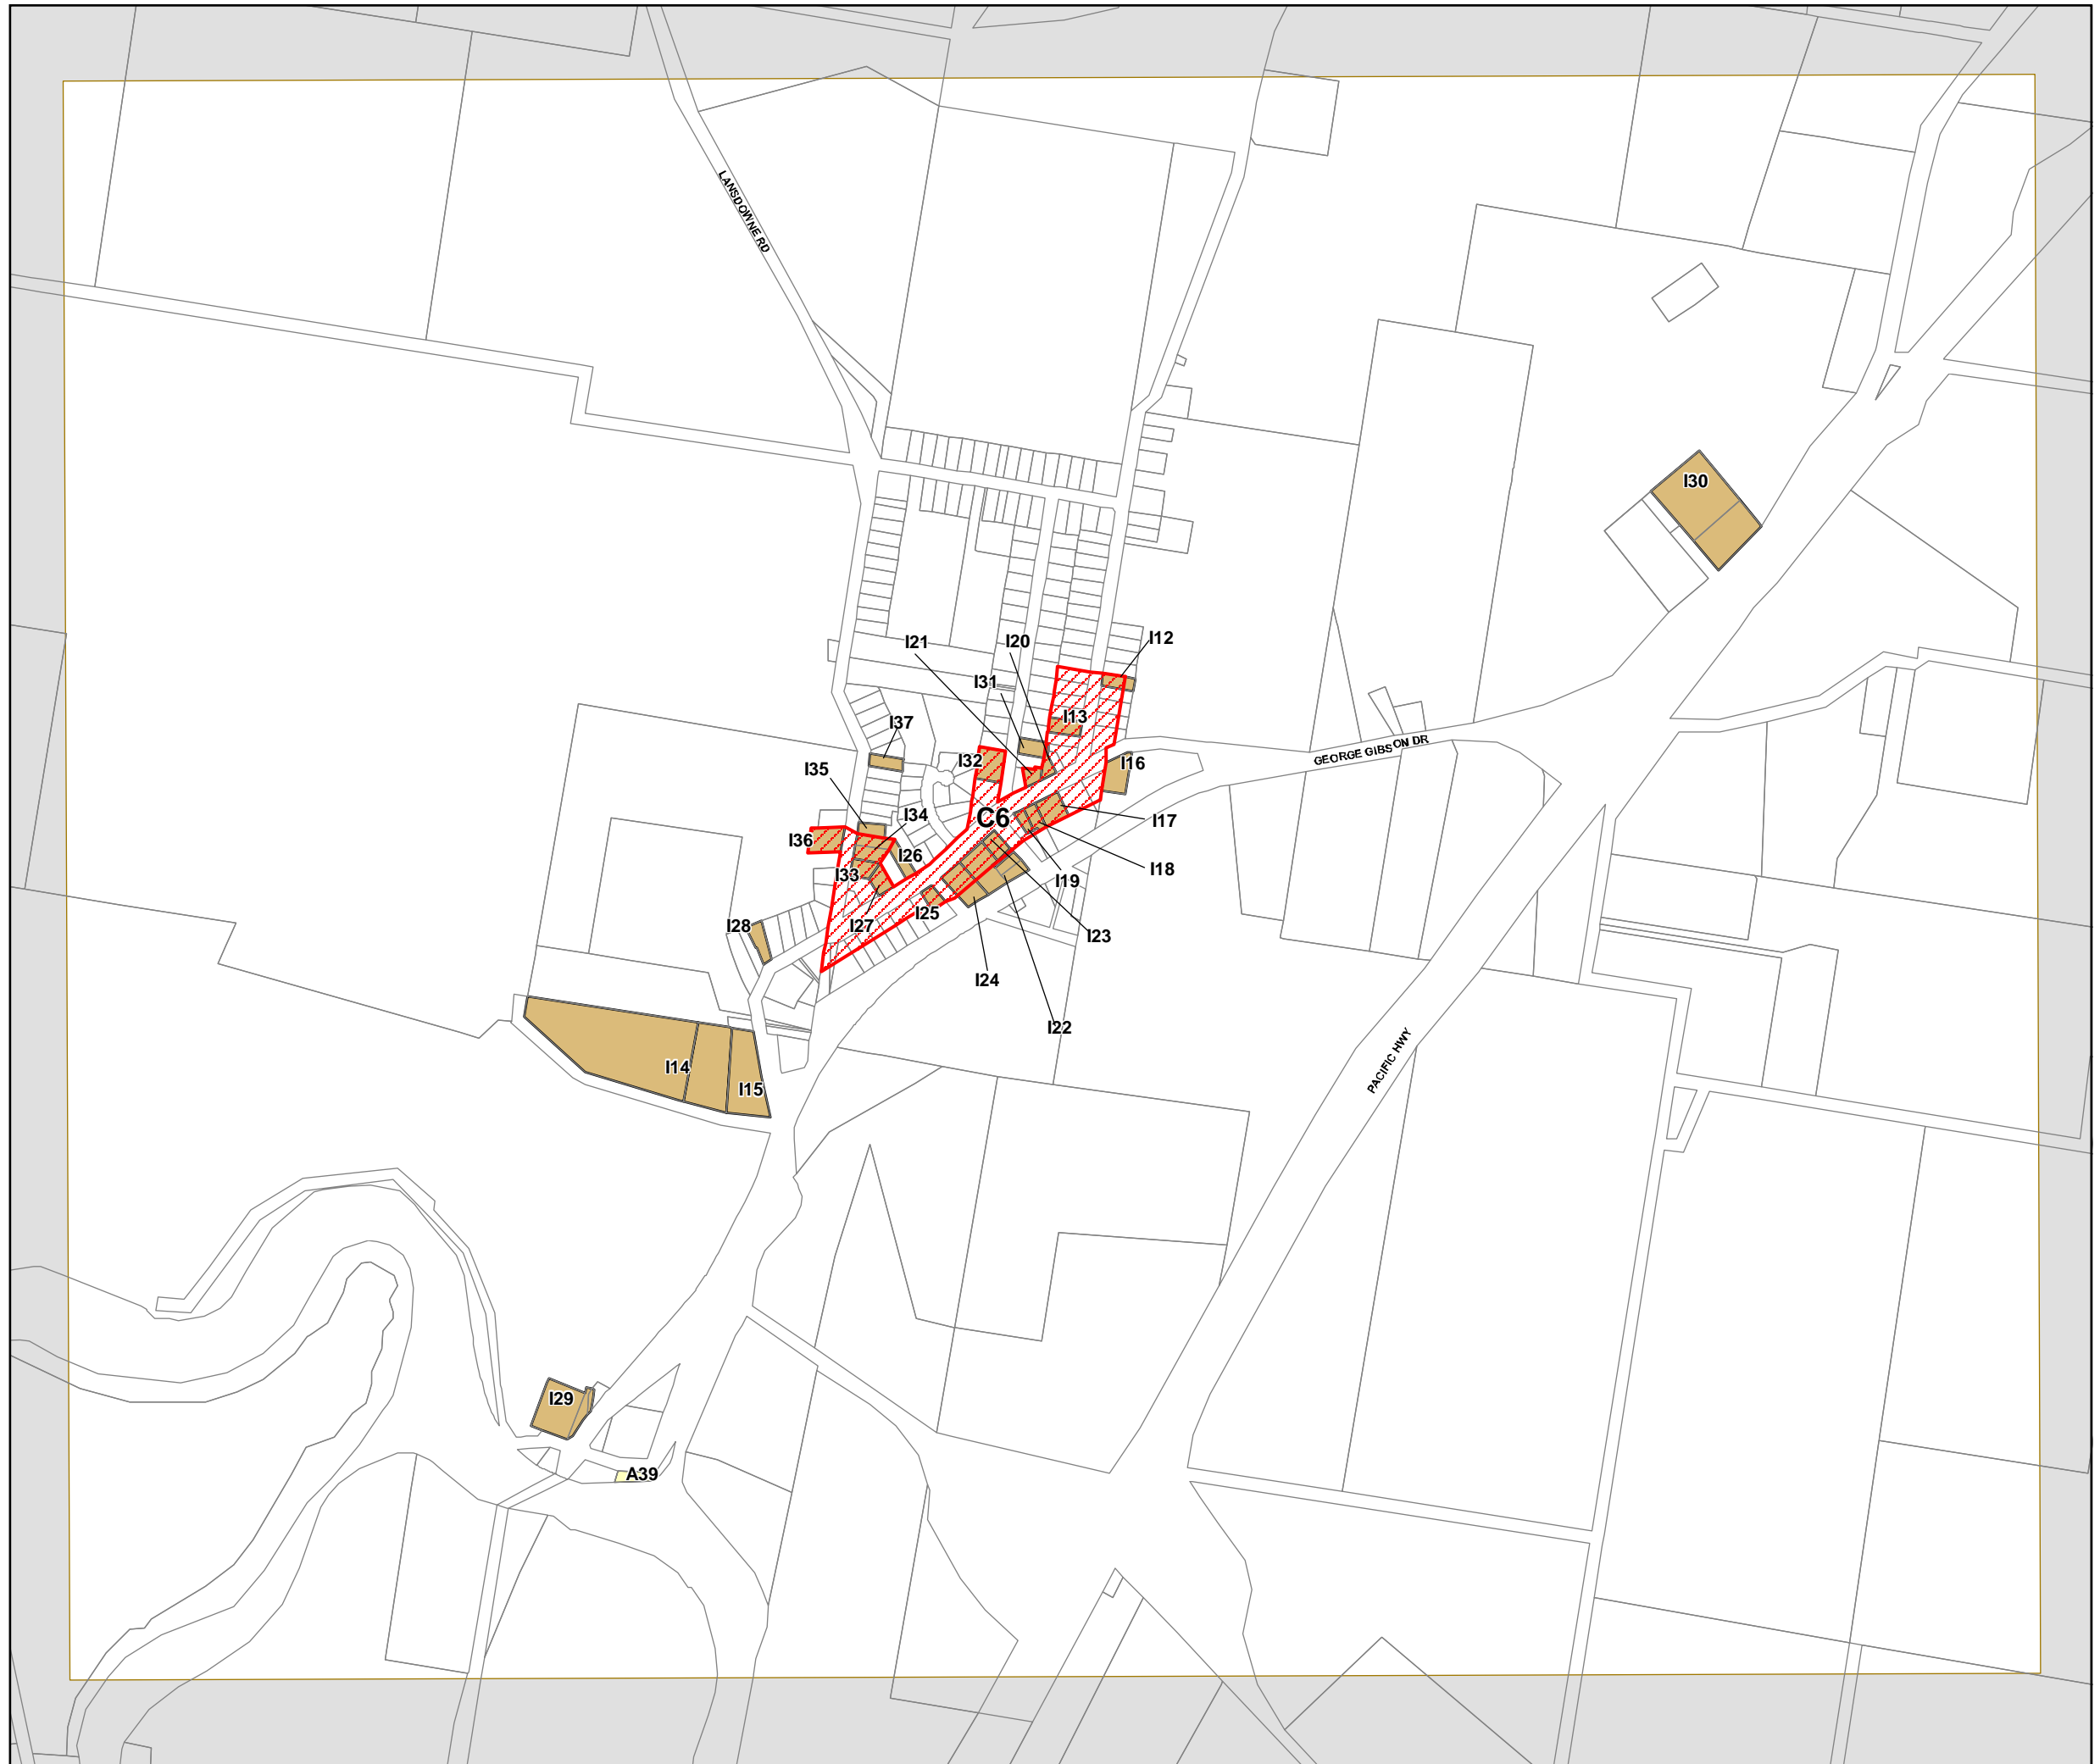 LANSDOWNE RD
I30
I21
I20
I12
I31
I13
I37
GEORGE GIBSON DR
I32
I16
I35
I34
C6
I17
I36
I26
I33
I19
I18
I25
I28
I27
I23
I24
I22
PACIFIC HWY
I14
I15
I29
A39